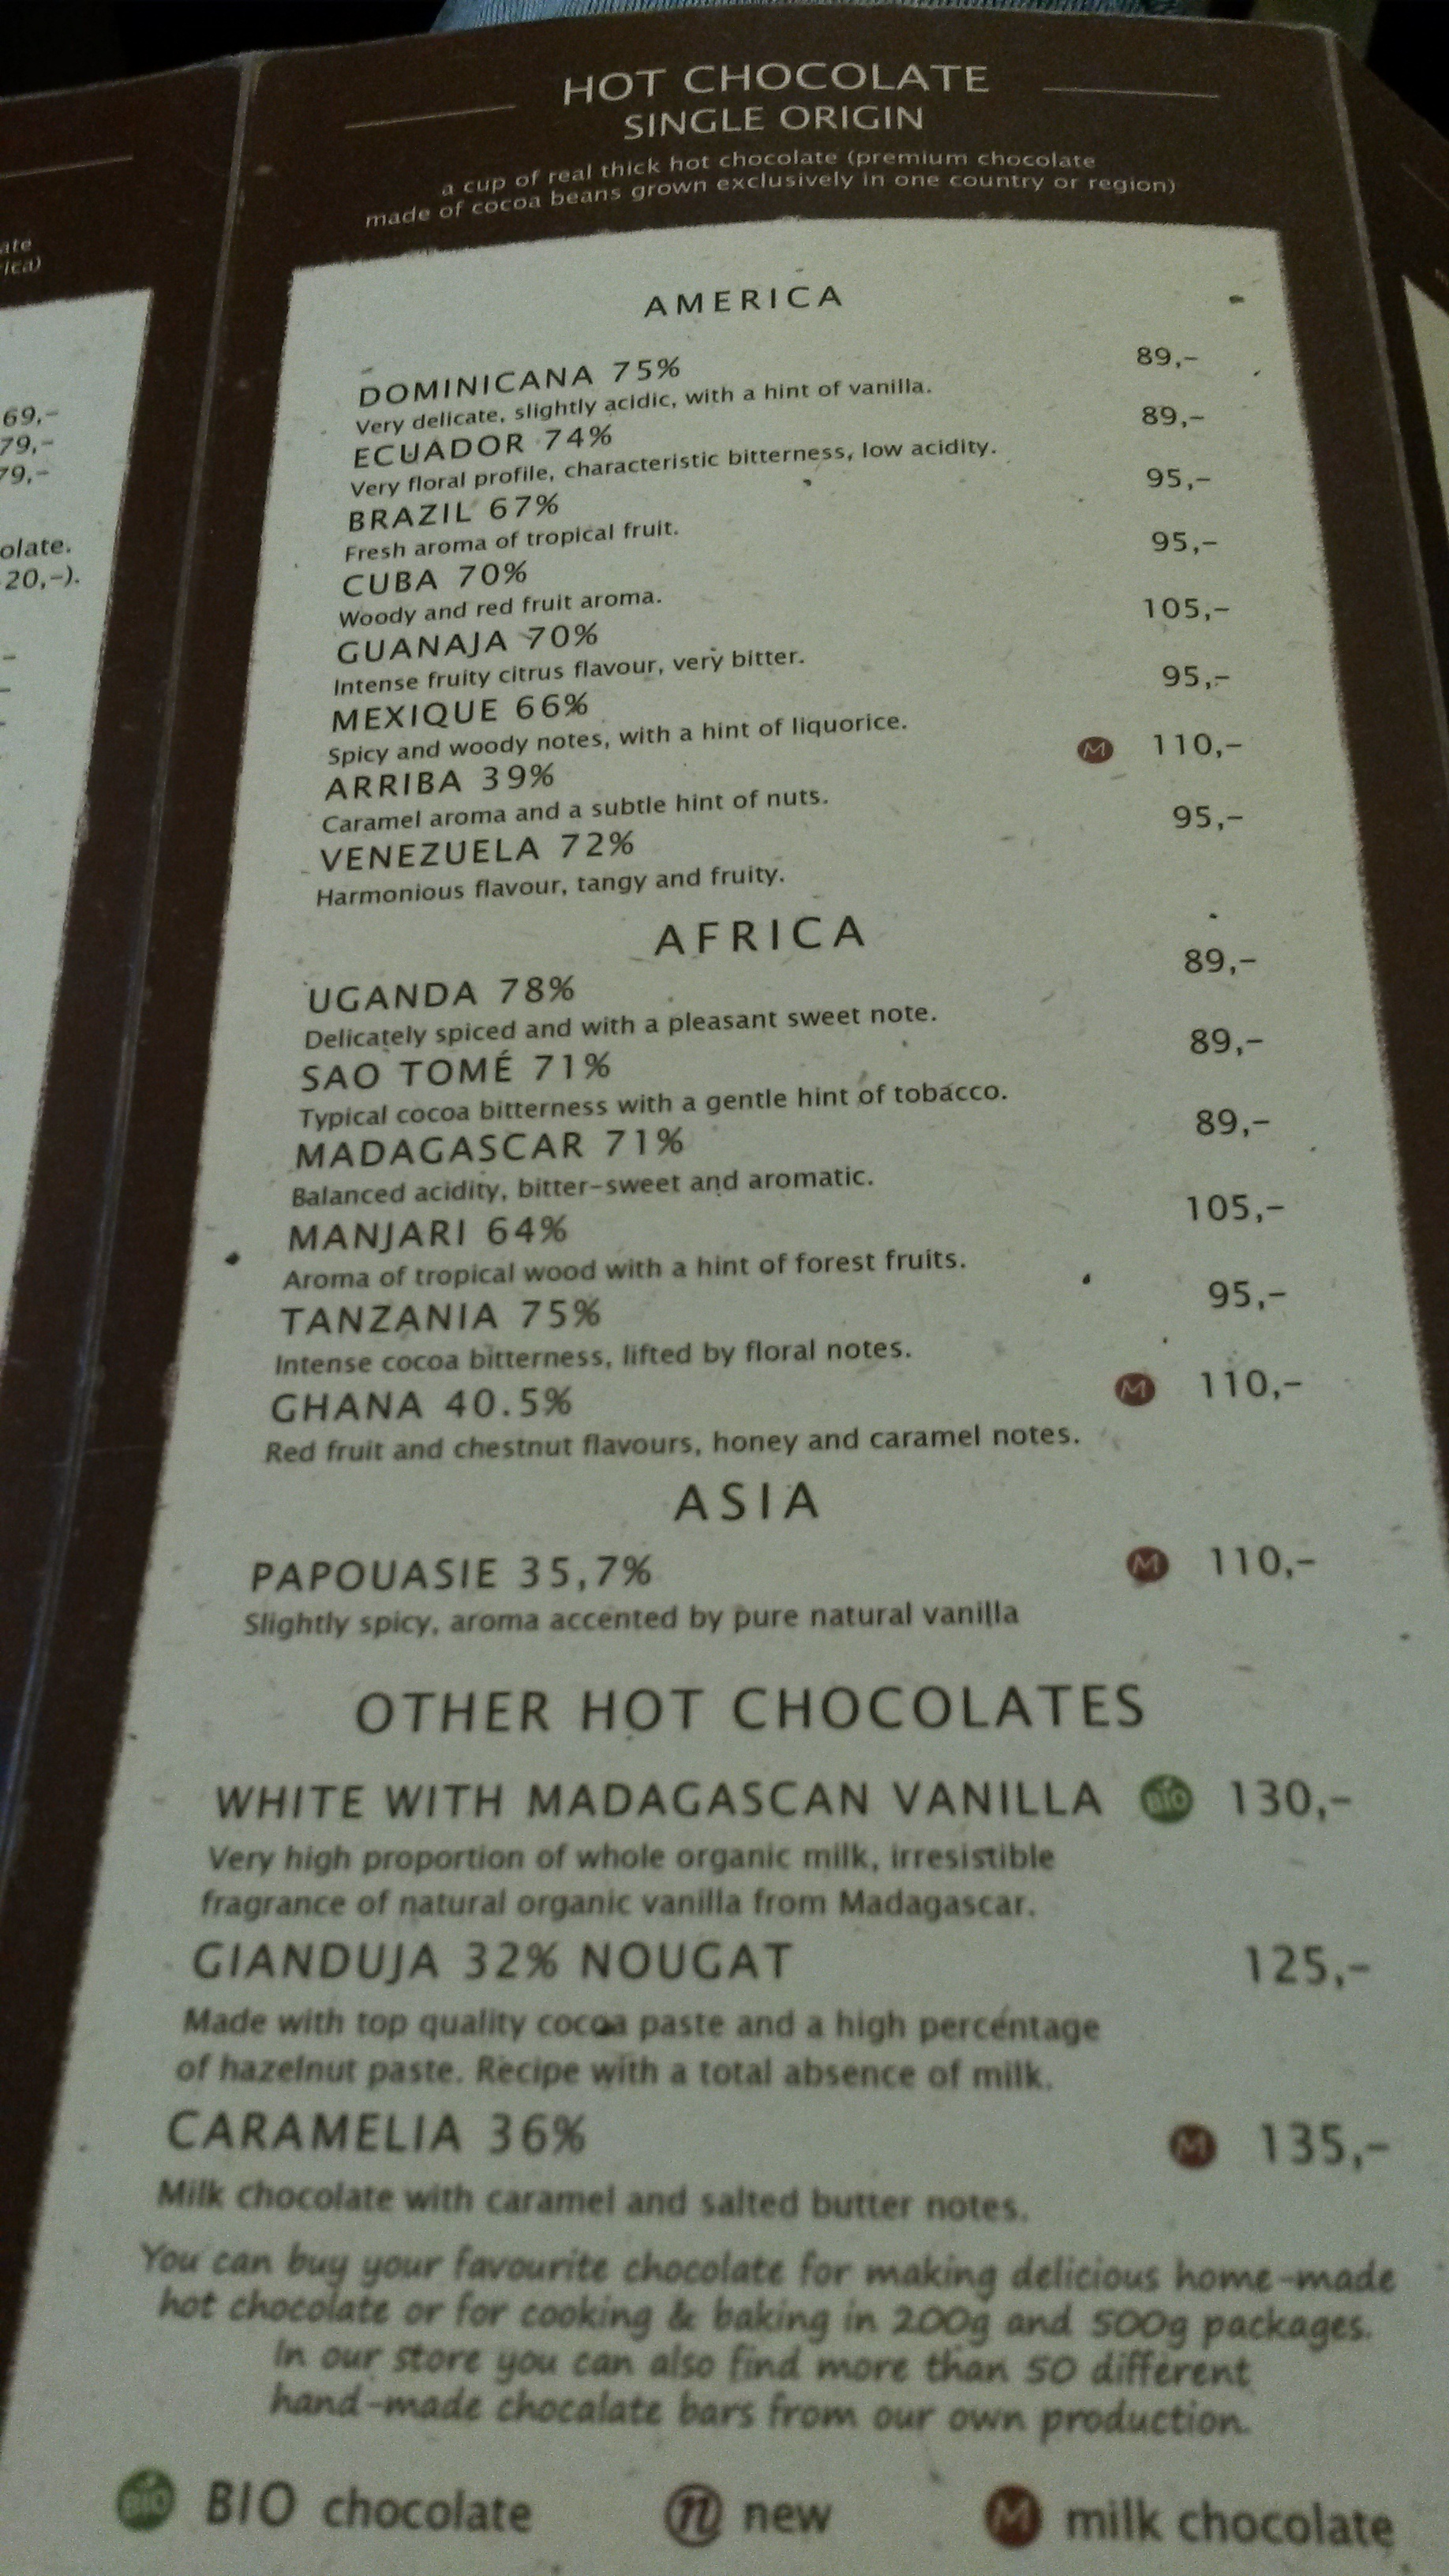 HOT CHOCOLATE
SINGLE ORIGIN
a cup of real thick hot chocolate (premium chocolate
made of cocoa beans grown exclusively in one country or region)
69,-
79,-
79,-
olate.
20,-).
AMERICA
DOMINICANA 75% 89,-
Very delicate, slightly acidic, with a hint of vanilla.
ECUADOR 74% 89,-
Very floral profile, characteristic bitterness, low acidity.
BRAZIL 67% 95,-
Fresh aroma of tropical fruit.
CUBA 70% 95,-
Woody and red fruit aroma.
GUANAJA 70% 105,-
Intense fruity citrus flavour, very bitter.
MEXIQUE 66% 95,-
Spicy and woody notes, with a hint of liquorice.
ARRIBA 39% M 110,-
Caramel aroma and a subtle hint of nuts.
VENEZUELA 72% 95,-
Harmonious flavour, tangy and fruity.
AFRICA
UGANDA 78% 89,-
Delicately spiced and with a pleasant sweet note.
SAO TOMÉ 71% 89,-
Typical cocoa bitterness with a gentle hint of tobacco.
MADAGASCAR 71% 89,-
Balanced acidity, bitter-sweet and aromatic.
MANJARI 64% 105,-
Aroma of tropical wood with a hint of forest fruits.
TANZANIA 75% 95,-
Intense cocoa bitterness, lifted by floral notes.
GHANA 40.5% M 110,-
Red fruit and chestnut flavours, honey and caramel notes.
ASIA
PAPOUASIE 35,7% M 110,-
Slightly spicy, aroma accented by pure natural vanilla
OTHER HOT CHOCOLATES
WHITE WITH MADAGASCAN VANILLA BIO 130,-
Very high proportion of whole organic milk, irresistible
fragrance of natural organic vanilla from Madagascar.
GIANDUJA 32% NOUGAT 125,-
Made with top quality cocoa paste and a high percentage
of hazelnut paste. Recipe with a total absence of milk.
CARAMELIA 36% M 135,-
Milk chocolate with caramel and salted butter notes.
You can buy your favourite chocolate for making delicious home-made
hot chocolate or for cooking & baking in 200g and 500g packages.
In our store you can also find more than 50 different
hand-made chocalate bars from our own production.
BIO BIO chocolate n new M milk chocolate